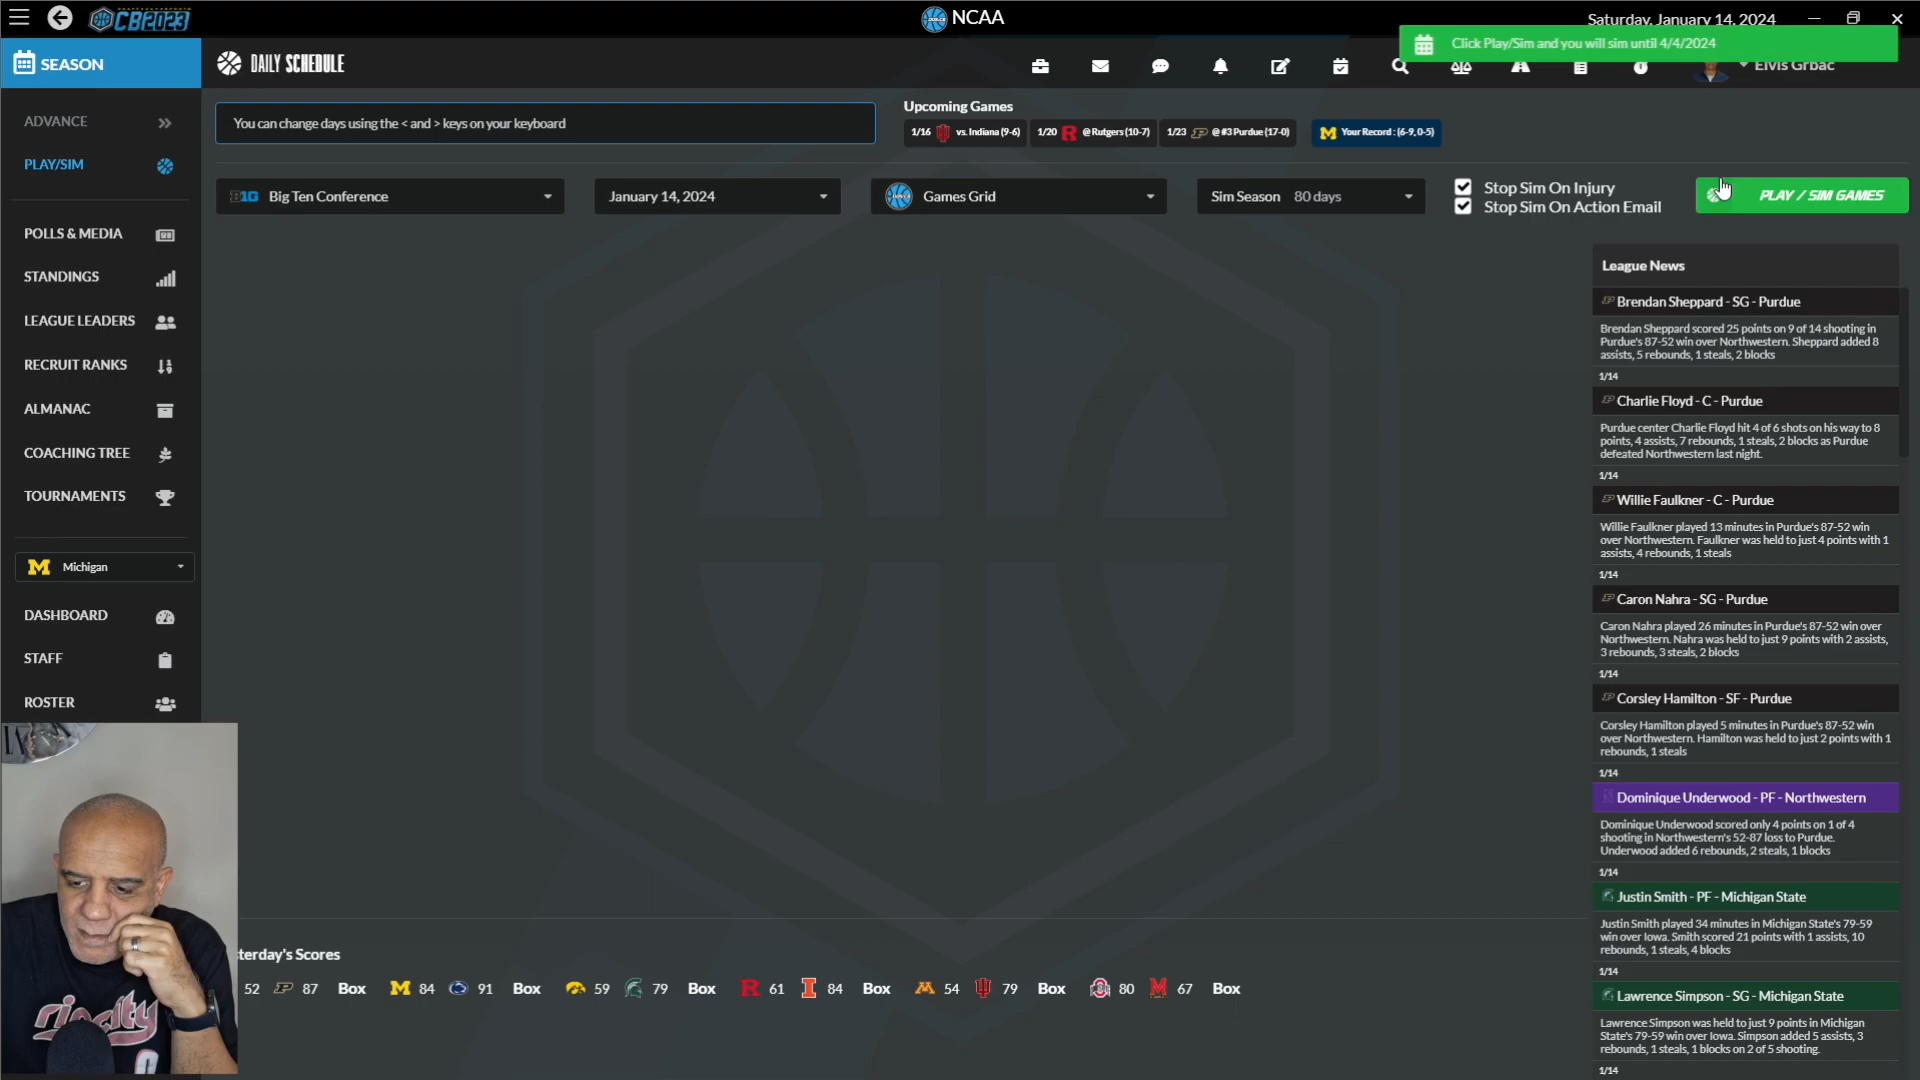 CB2023
NCAA
Saturday, January 14, 2024
Click Play/Sim and you will sim until 4/4/2024
SEASON
DAILY SCHEDULE
Elvis Grbac
ADVANCE
You can change days using the < and > keys on your keyboard
Upcoming Games
1/16 vs. Indiana (9-6)
1/20 @Rutgers (10-7)
1/23 @ #3 Purdue (17-0)
Your Record : (6-9, 0-5)
PLAY/SIM
Big Ten Conference
January 14, 2024
Games Grid
Sim Season 80 days
Stop Sim On Injury
Stop Sim On Action Email
PLAY / SIM GAMES
POLLS & MEDIA
STANDINGS
LEAGUE LEADERS
RECRUIT RANKS
ALMANAC
COACHING TREE
TOURNAMENTS
Michigan
DASHBOARD
STAFF
ROSTER
League News
Brendan Sheppard - SG - Purdue
Brendan Sheppard scored 25 points on 9 of 14 shooting in
Purdue's 87-52 win over Northwestern. Sheppard added 8
assists, 5 rebounds, 1 steals, 2 blocks
1/14
Charlie Floyd - C - Purdue
Purdue center Charlie Floyd hit 4 of 6 shots on his way to 8
points, 4 assists, 7 rebounds, 1 steals, 2 blocks as Purdue
defeated Northwestern last night.
1/14
Willie Faulkner - C - Purdue
Willie Faulkner played 13 minutes in Purdue's 87-52 win
over Northwestern. Faulkner was held to just 4 points with 1
assists, 4 rebounds, 1 steals
1/14
Caron Nahra - SG - Purdue
Caron Nahra played 26 minutes in Purdue's 87-52 win over
Northwestern. Nahra was held to just 9 points with 2 assists,
3 rebounds, 3 steals, 2 blocks
1/14
Corsley Hamilton - SF - Purdue
Corsley Hamilton played 5 minutes in Purdue's 87-52 win
over Northwestern. Hamilton was held to just 2 points with 1
rebounds, 1 steals
1/14
Dominique Underwood - PF - Northwestern
Dominique Underwood scored only 4 points on 1 of 4
shooting in Northwestern's 52-87 loss to Purdue.
Underwood added 6 rebounds, 2 steals, 1 blocks
1/14
Justin Smith - PF - Michigan State
Justin Smith played 34 minutes in Michigan State's 79-59
win over Iowa. Smith scored 21 points with 1 assists, 10
rebounds, 1 steals, 4 blocks
1/14
Lawrence Simpson - SG - Michigan State
Lawrence Simpson was held to just 9 points in Michigan
State's 79-59 win over Iowa. Simpson added 5 assists, 3
rebounds, 1 steals, 1 blocks on 2 of 5 shooting.
1/14
terday's Scores
52 87 Box 84 91 Box 59 79 Box 61 84 Box 54 79 Box 80 67 Box
rip city